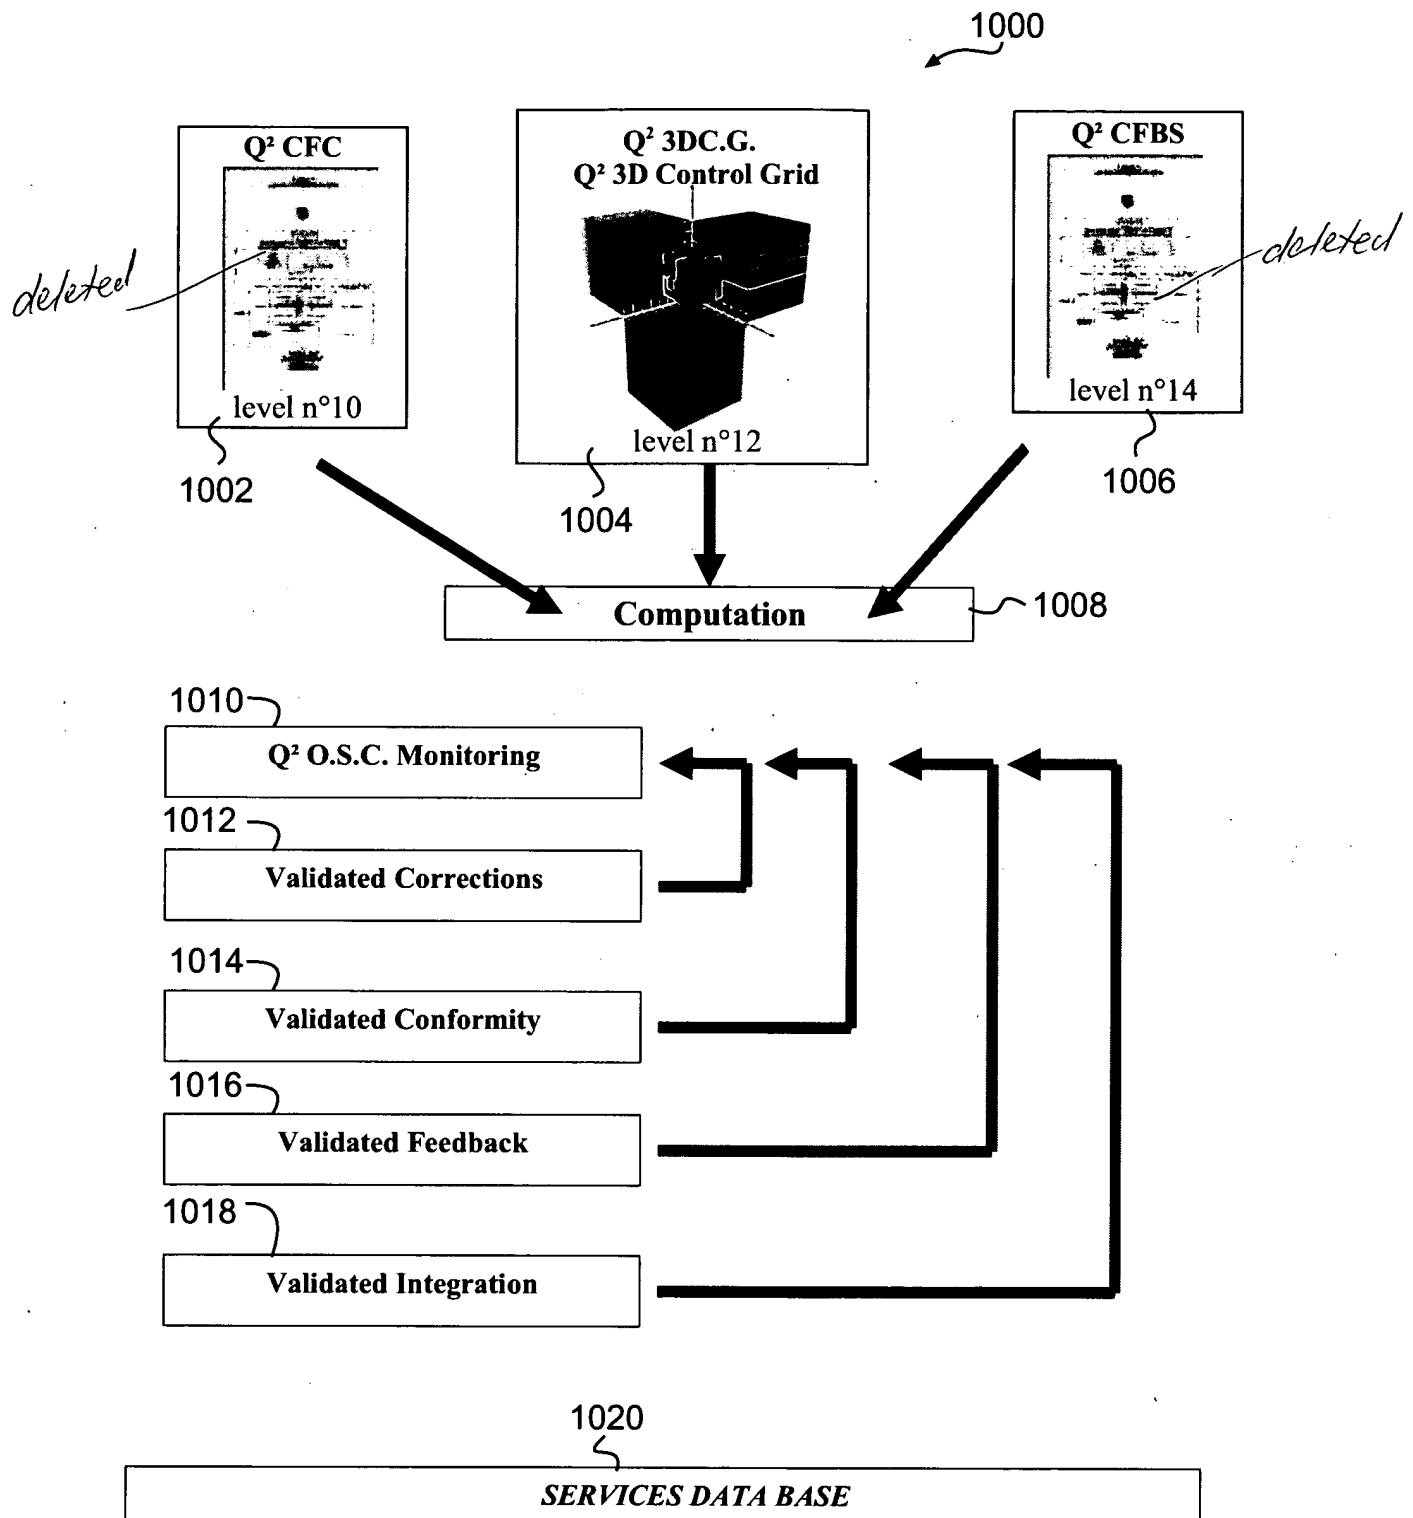 1000
Q² CFC
Q² 3DC.G.
Q² 3D Control Grid
Q² CFBS
deleted
deleted
level n°10
level n°12
level n°14
1002
1004
1006
Computation
1008
1010
Q² O.S.C. Monitoring
1012
Validated Corrections
1014
Validated Conformity
1016
Validated Feedback
1018
Validated Integration
1020
SERVICES DATA BASE